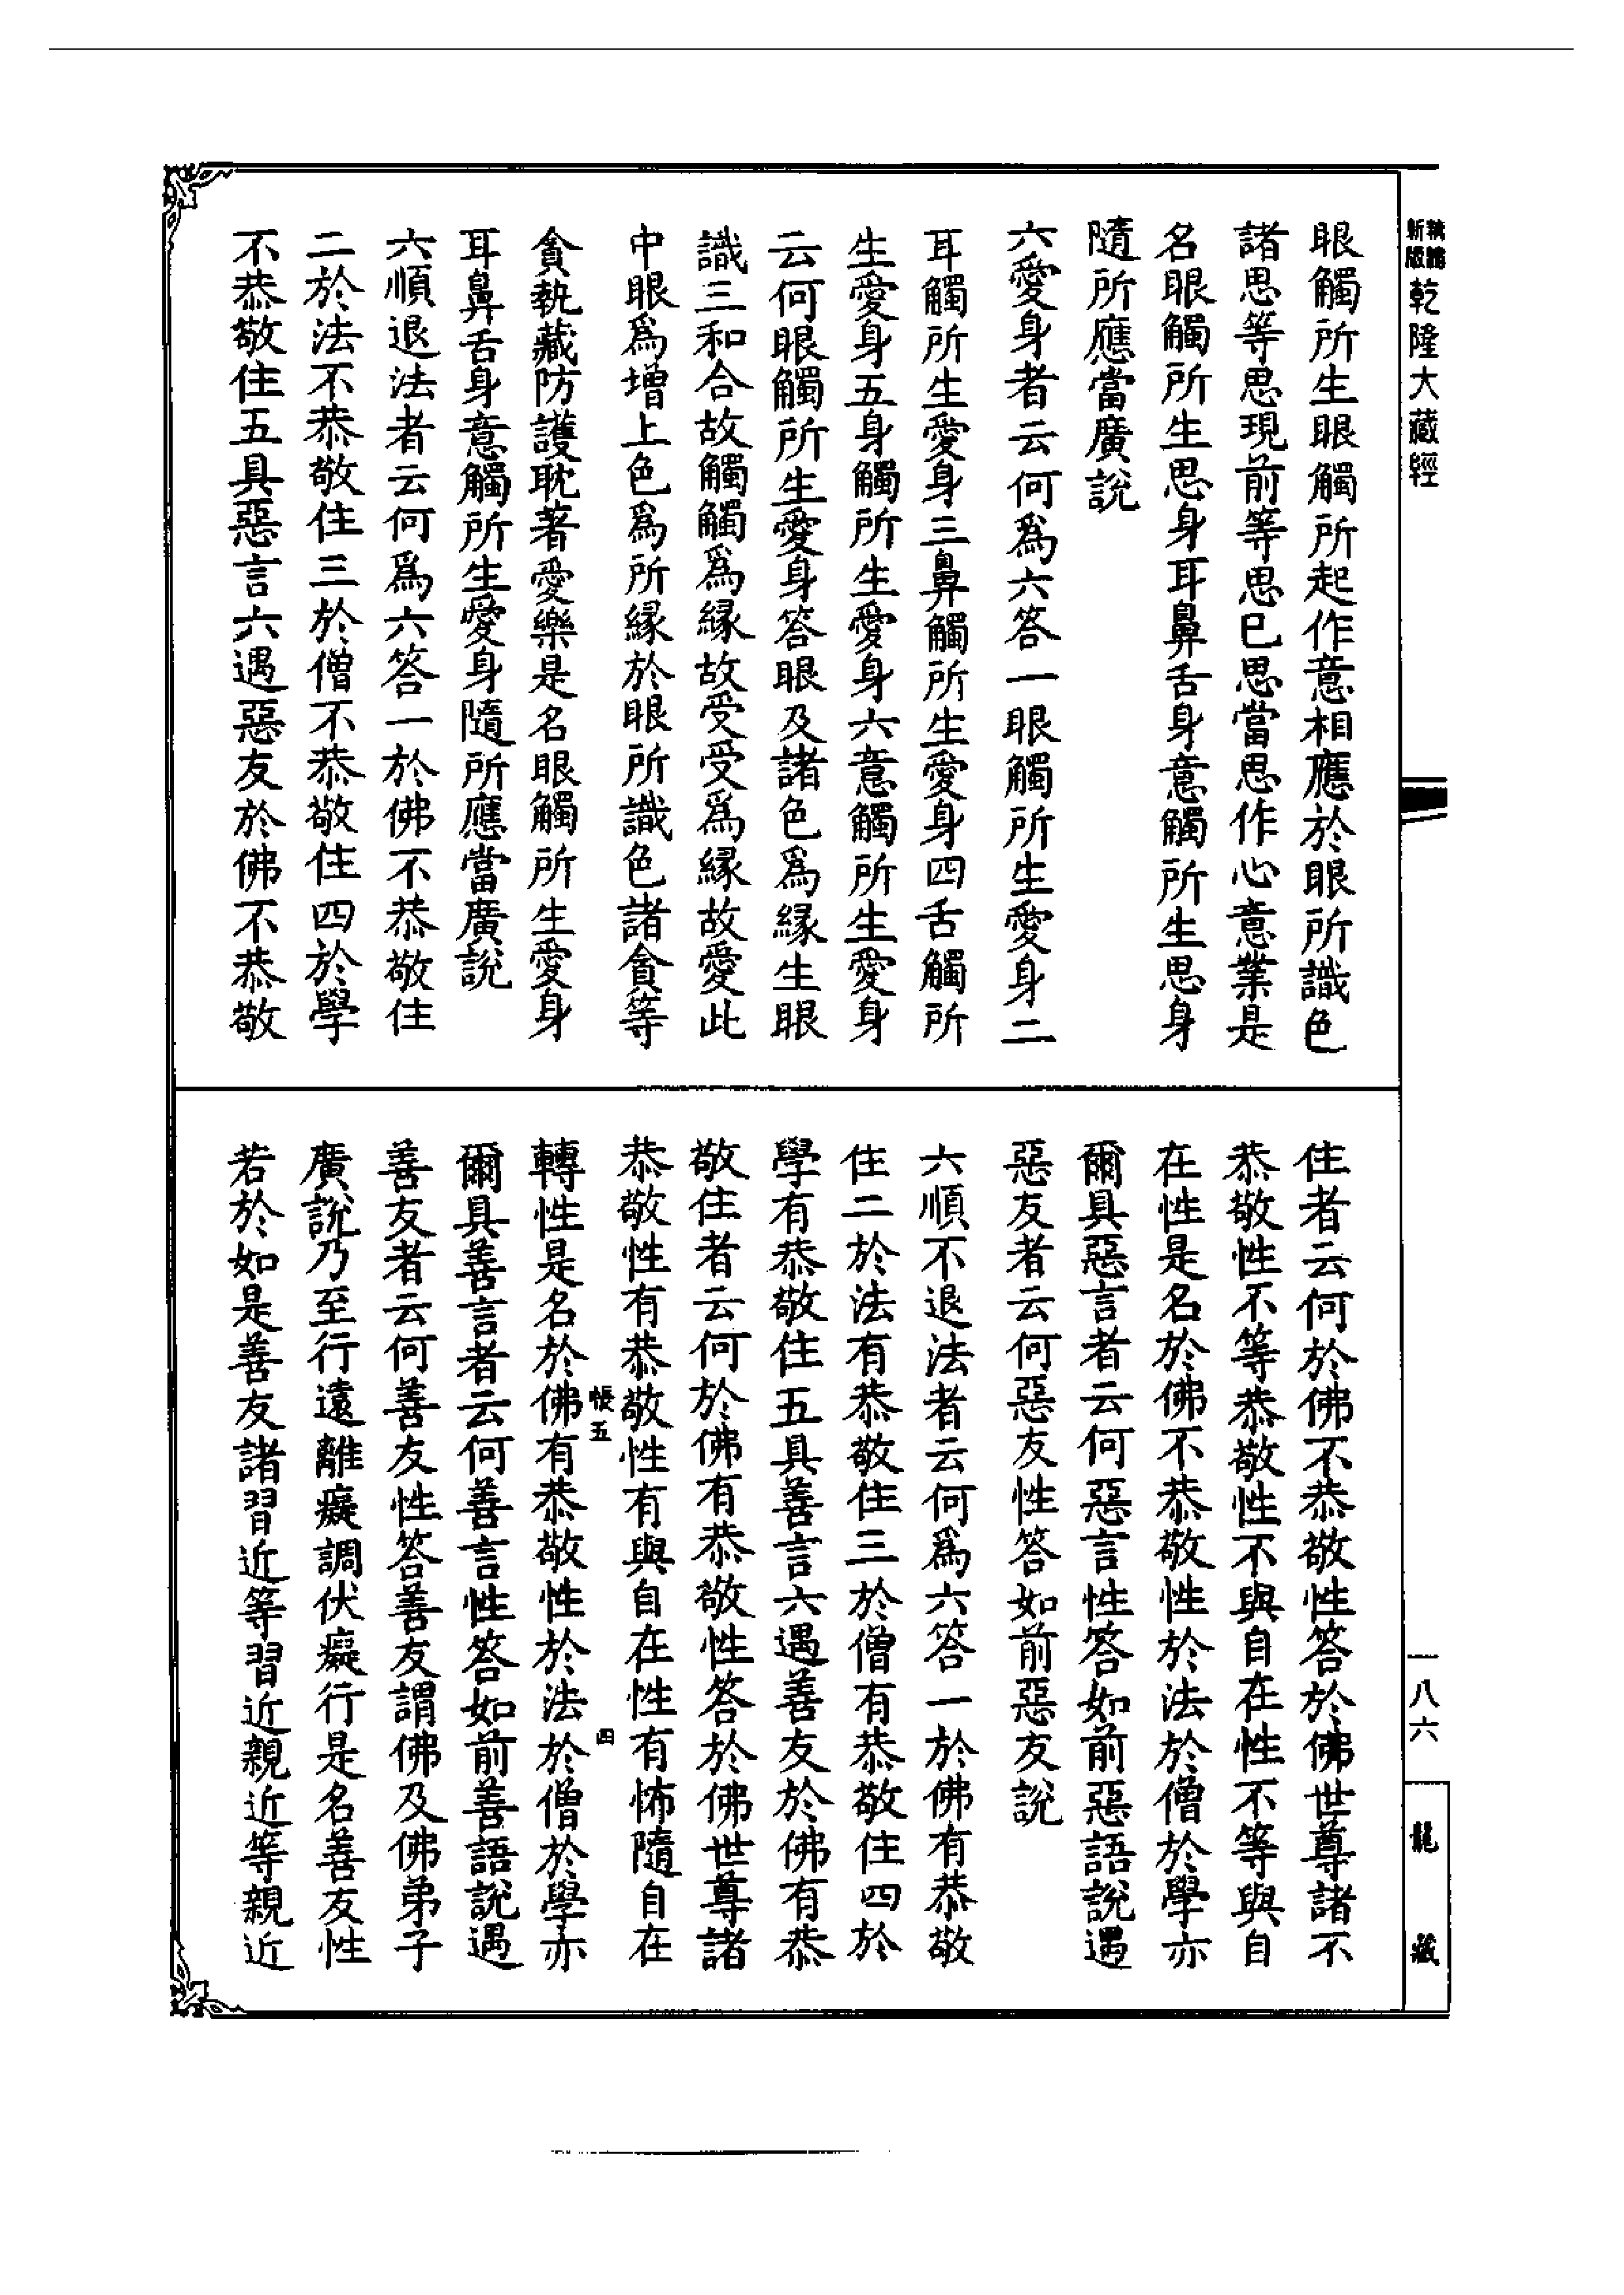 新版
乾隆大藏經
一八六
龍藏
眼觸所生眼觸所起作意相應於眼所識色
諸思等思現前等思已思當思作心意業是
名眼觸所生思身耳鼻舌身意觸所生思身
隨所應當廣說
六愛身者云何爲六答一眼觸所生愛身二
耳觸所生愛身三鼻觸所生愛身四舌觸所
生愛身五身觸所生愛身六意觸所生愛身
云何眼觸所生愛身答眼及諸色爲緣生眼
識三和合故觸觸爲緣故受受爲緣故愛此
中眼爲增上色爲所緣於眼所識色諸貪等
貪執藏防護耽著愛樂是名眼觸所生愛身
耳鼻舌身意觸所生愛身隨所應當廣說
六順退法者云何爲六答一於佛不恭敬住
二於法不恭敬住三於僧不恭敬住四於學
不恭敬住五具惡言六遇惡友於佛不恭敬
住者云何於佛不恭敬性答於佛世尊諸不
恭敬性不等恭敬性不與自在性不等與自
在性是名於佛不恭敬性於法於僧於學亦
爾具惡言者云何惡言性答如前惡語說遇
惡友者云何惡友性答如前惡友說
六順不退法者云何爲六答一於佛有恭敬
住二於法有恭敬住三於僧有恭敬住四於
學有恭敬住五具善言六遇善友於佛有恭
敬住者云何於佛有恭敬性答於佛世尊諸
恭敬性有恭敬性有與自在性有怖隨自在
帳五
四
轉性是名於佛有恭敬性於法於僧於學亦
爾具善言者云何善言性答如前善語說遇
善友者云何善友性答善友謂佛及佛弟子
廣說乃至行遠離癡調伏癡行是名善友性
若於如是善友諸習近等習近親近等親近